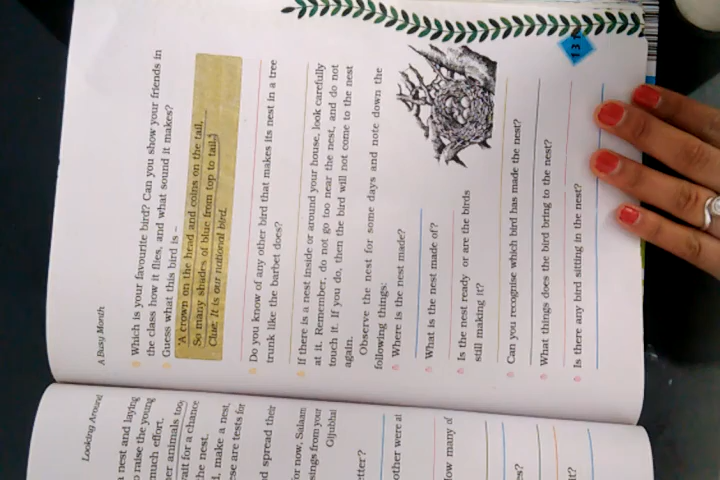 Looking Around
a nest and laying
o raise the young
much effort.
her animals too,
wait for a chance
the nest.
l, make a nest,
ese are tests for
d spread their
for now, Salaam
sings from your
Gijubhai
etter?
other were at
ow many of
es?
t?
A Busy Month
Which is your favourite bird? Can you show your friends in
the class how it flies, and what sound it makes?
Guess what this bird is –
'A crown on the head and coins on the tail,
So many shades of blue from top to tail.'
Clue: It is our national bird.
Do you know of any other bird that makes its nest in a tree
trunk like the barbet does?
If there is a nest inside or around your house, look carefully
at it. Remember, do not go too near the nest, and do not
touch it. If you do, then the bird will not come to the nest
again.
Observe the nest for some days and note down the
following things:
Where is the nest made?
What is the nest made of?
Is the nest ready or are the birds
still making it?
Can you recognise which bird has made the nest?
What things does the bird bring to the nest?
Is there any bird sitting in the nest?